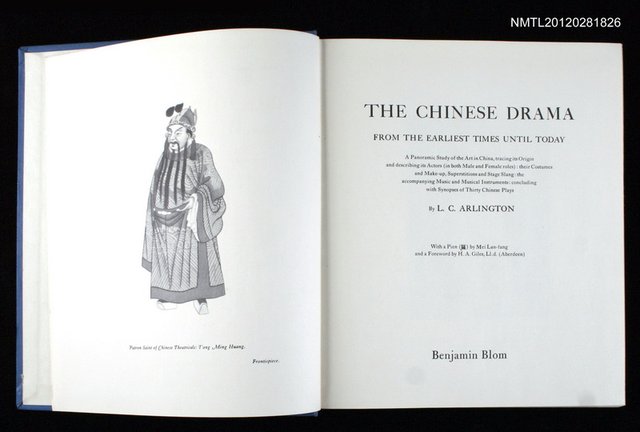 NMTL20120281826
Patron Saint of Chinese Theatricals: T'ang Ming Huang.
Frontispiece.
THE CHINESE DRAMA
FROM THE EARLIEST TIMES UNTIL TODAY
A Panoramic Study of the Art in China, tracing its Origin
and describing its Actors (in both Male and Female roles): their Costumes
and Make-up, Superstitions and Stage Slang: the
accompanying Music and Musical Instruments: concluding
with Synopses of Thirty Chinese Plays
By L. C. ARLINGTON
With a Pien () by Mei Lan-fang
and a Foreword by H. A. Giles, Ll.d. (Aberdeen)
Benjamin Blom